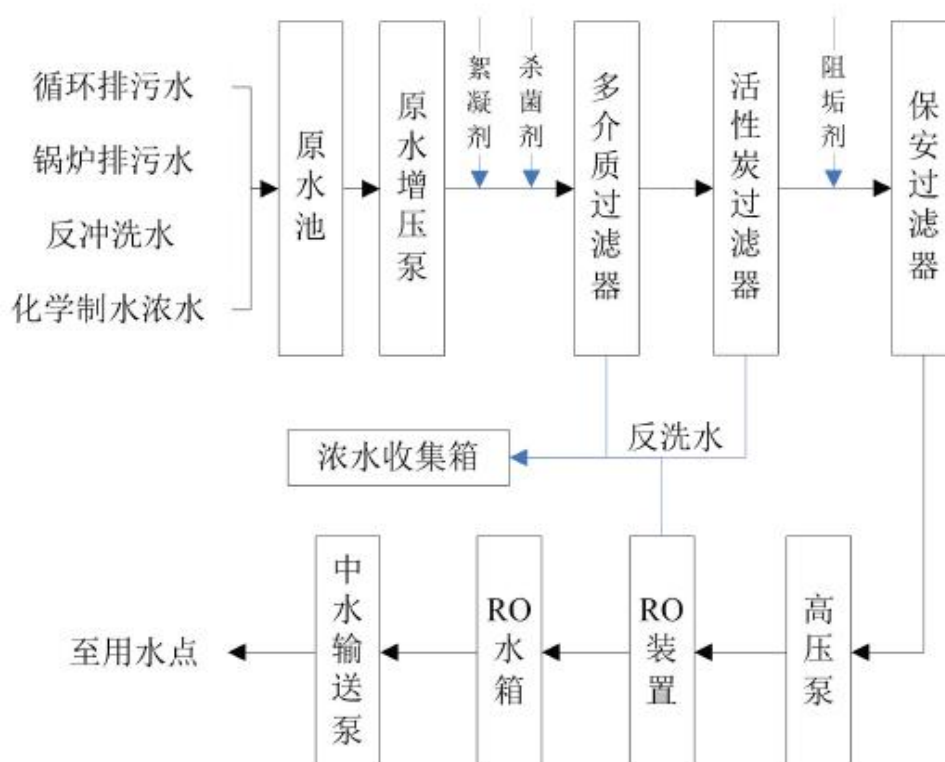 循环排污水
锅炉排污水
反冲洗水
化学制水浓水
原水池
原水增压泵
絮凝剂
杀菌剂
多介质过滤器
活性炭过滤器
阻垢剂
保安过滤器
反洗水
浓水收集箱
至用水点
中水输送泵
RO水箱
RO装置
高压泵